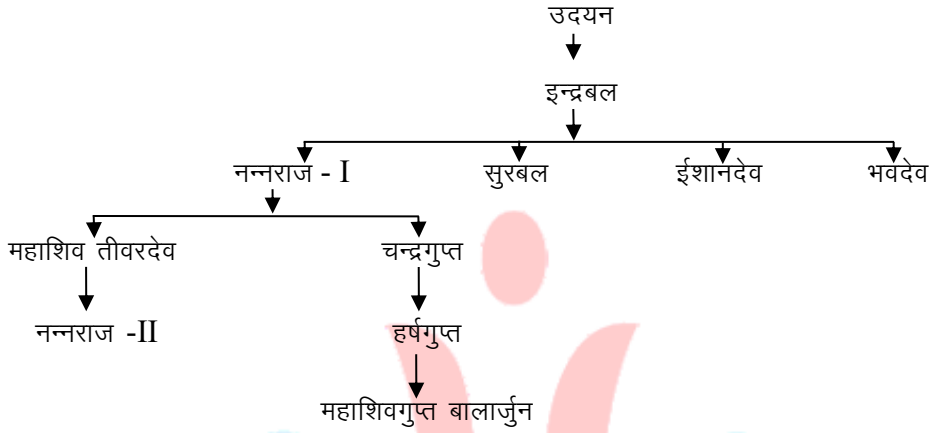 उदयन
इन्द्रबल
नन्नराज - I सुरबल ईशानदेव भवदेव
महाशिव तीवरदेव चन्द्रगुप्त
नन्नराज -II हर्षगुप्त
महाशिवगुप्त बालार्जुन